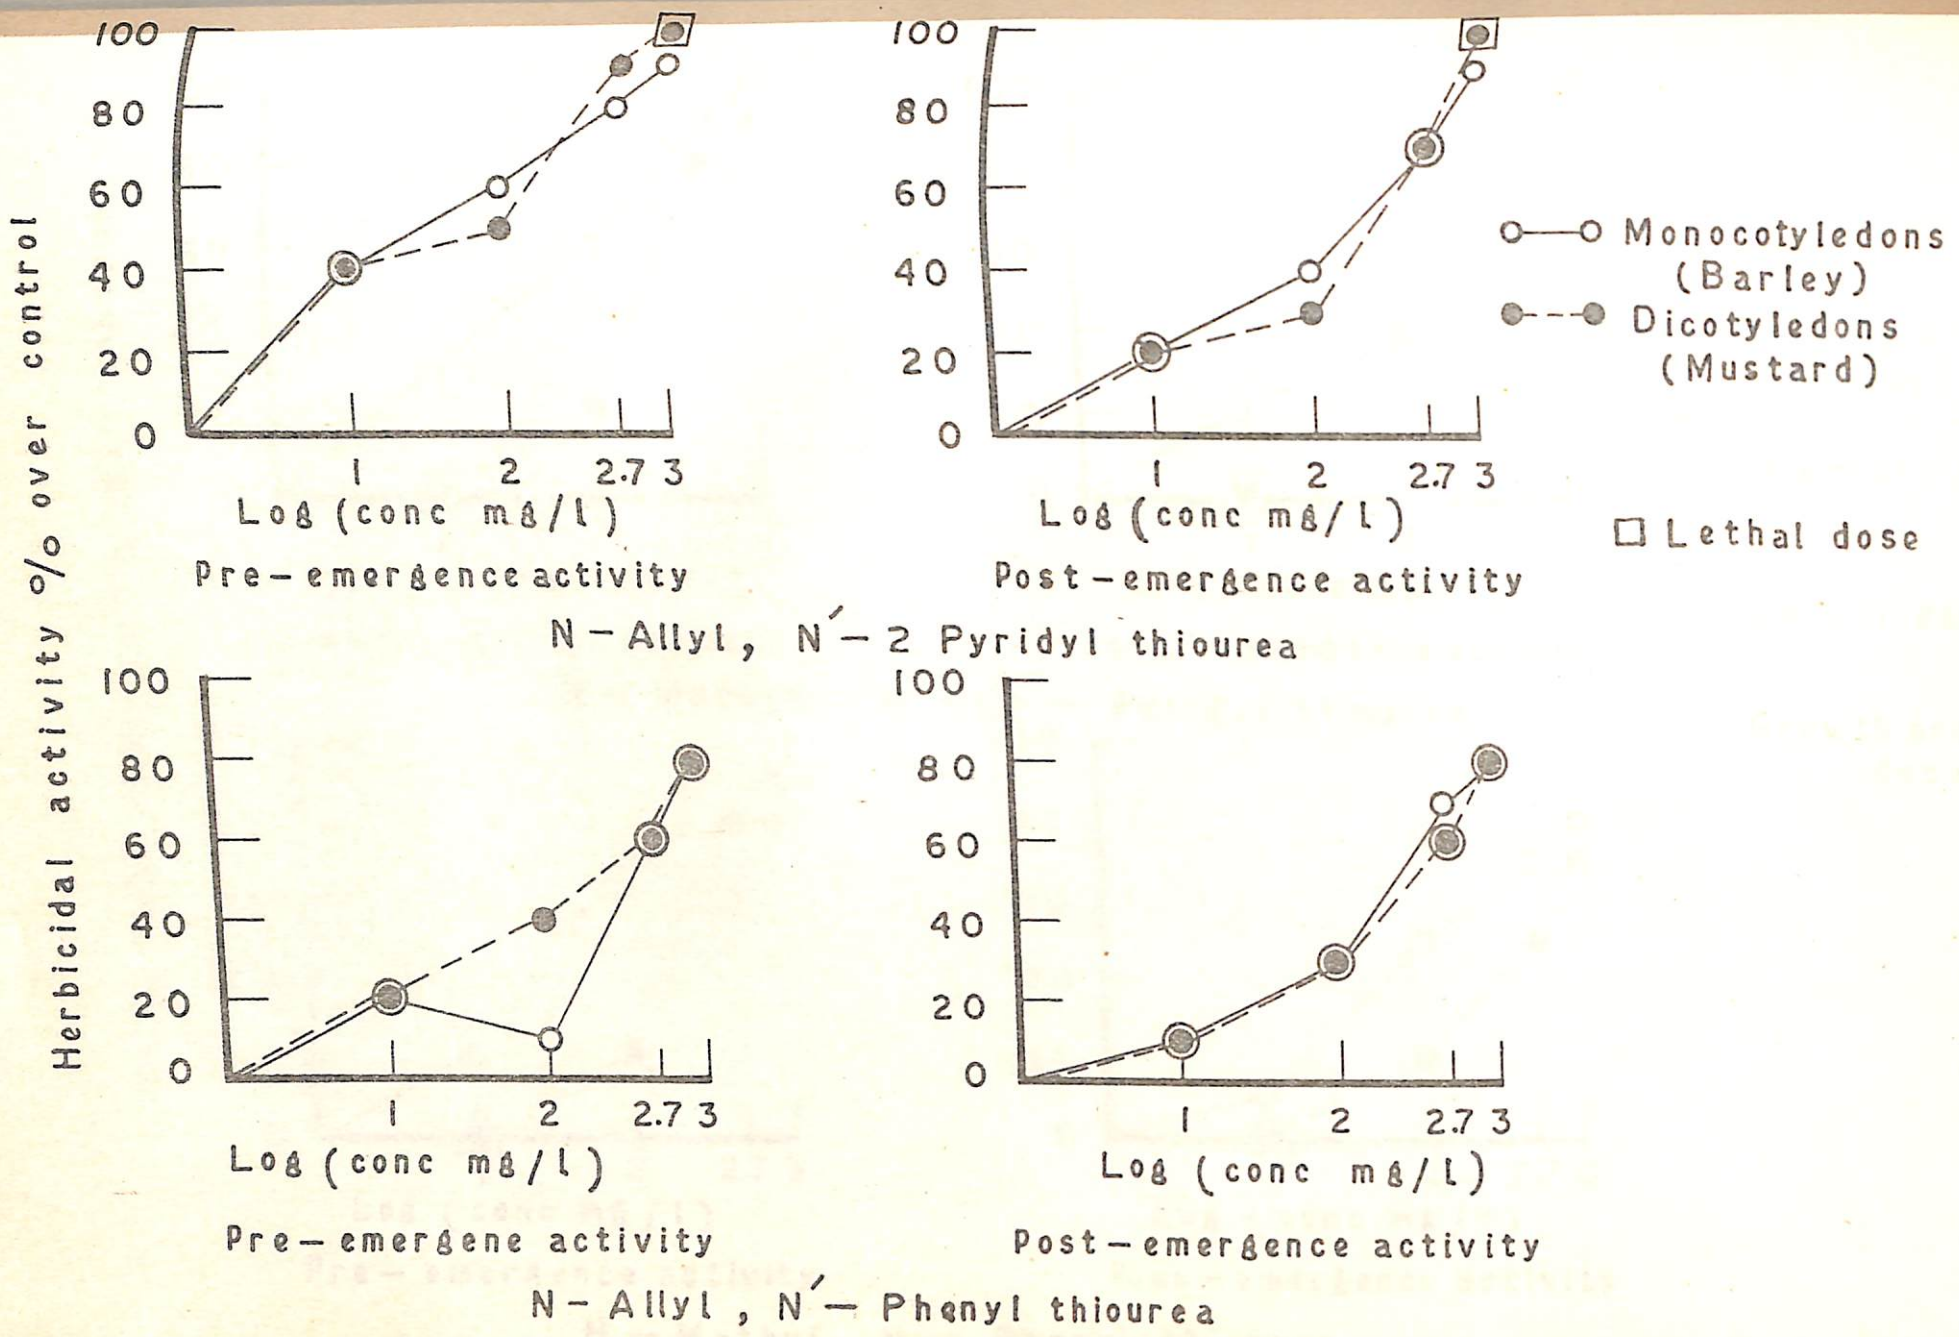 Herbicidal activity % over control
100
80
60
40
20
0
1 2 2.7 3
Log (conc mg/l)
Pre-emergence activity
100
80
60
40
20
0
1 2 2.7 3
Log (conc mg/l)
Post-emergence activity
Monocotyledons
(Barley)
Dicotyledons
(Mustard)
Lethal dose
N-Allyl, N´-2 Pyridyl thiourea
100
80
60
40
20
0
1 2 2.7 3
Log (conc mg/l)
Pre-emergene activity
100
80
60
40
20
0
1 2 2.7 3
Log (conc mg/l)
Post-emergence activity
N-Allyl, N´-Phenyl thiourea